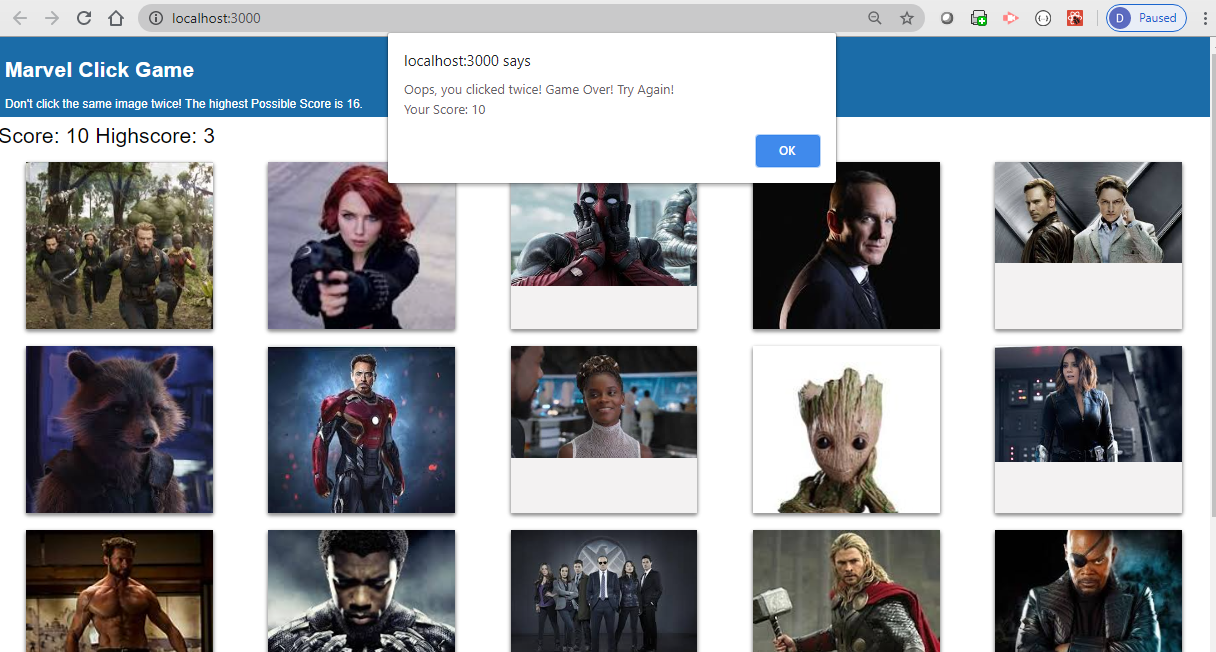 localhost:3000
D Paused
localhost:3000 says
Oops, you clicked twice! Game Over! Try Again!
Your Score: 10
OK
Marvel Click Game
Don't click the same image twice! The highest Possible Score is 16.
Score: 10 Highscore: 3